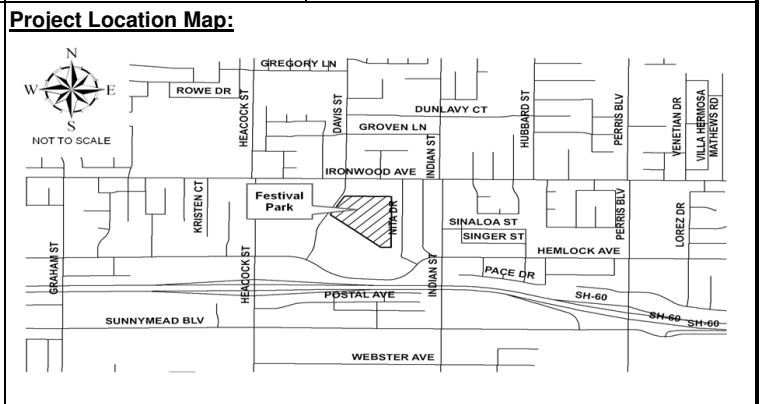 Project Location Map:
N
W
E
S
NOT TO SCALE
GREGORY LN
ROWE DR
HEACOCK ST
DAVIS ST
DUNLAVY CT
GROVEN LN
INDIAN ST
HUBBARD ST
PERRIS BLV
VENETIAN DR
VILLA HERMOSA
MATHEWS RD
IRONWOOD AVE
KRISTEN CT
Festival
Park
NITA DR
SINALOA ST
SINGER ST
PERRIS BLV
LOREZ DR
HEMLOCK AVE
GRAHAM ST
HEACOCK ST
INDIAN ST
PACE DR
POSTAL AVE
SH-60
SH-60
SH-60
SUNNYMEAD BLV
WEBSTER AVE